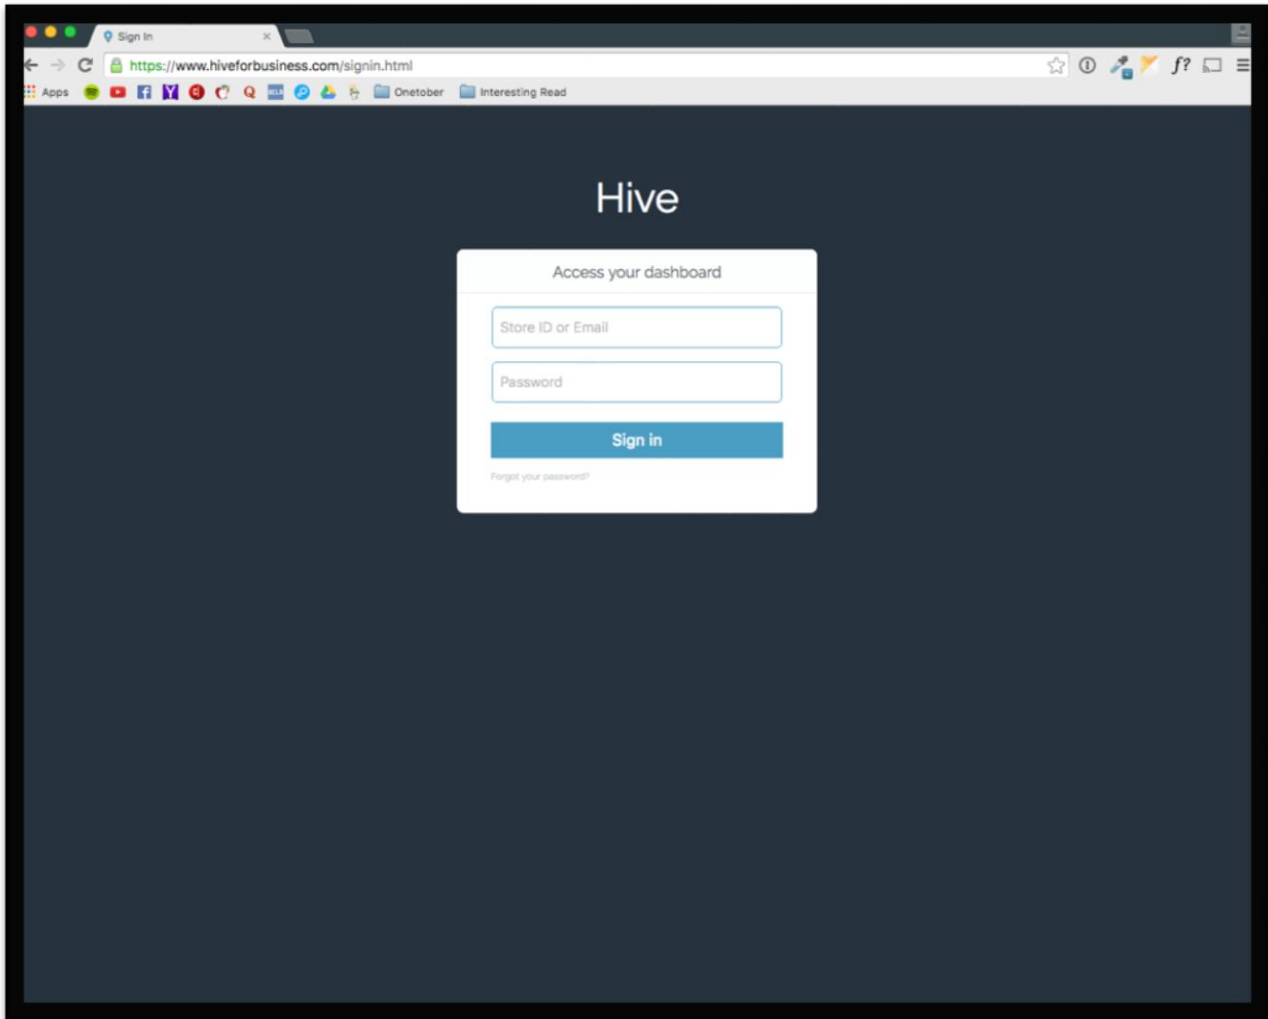 Sign In
https://www.hiveforbusiness.com/signin.html
f?
Apps
Onetober
Interesting Read
Hive
Access your dashboard
Store ID or Email
Password
Sign in
Forgot your password?